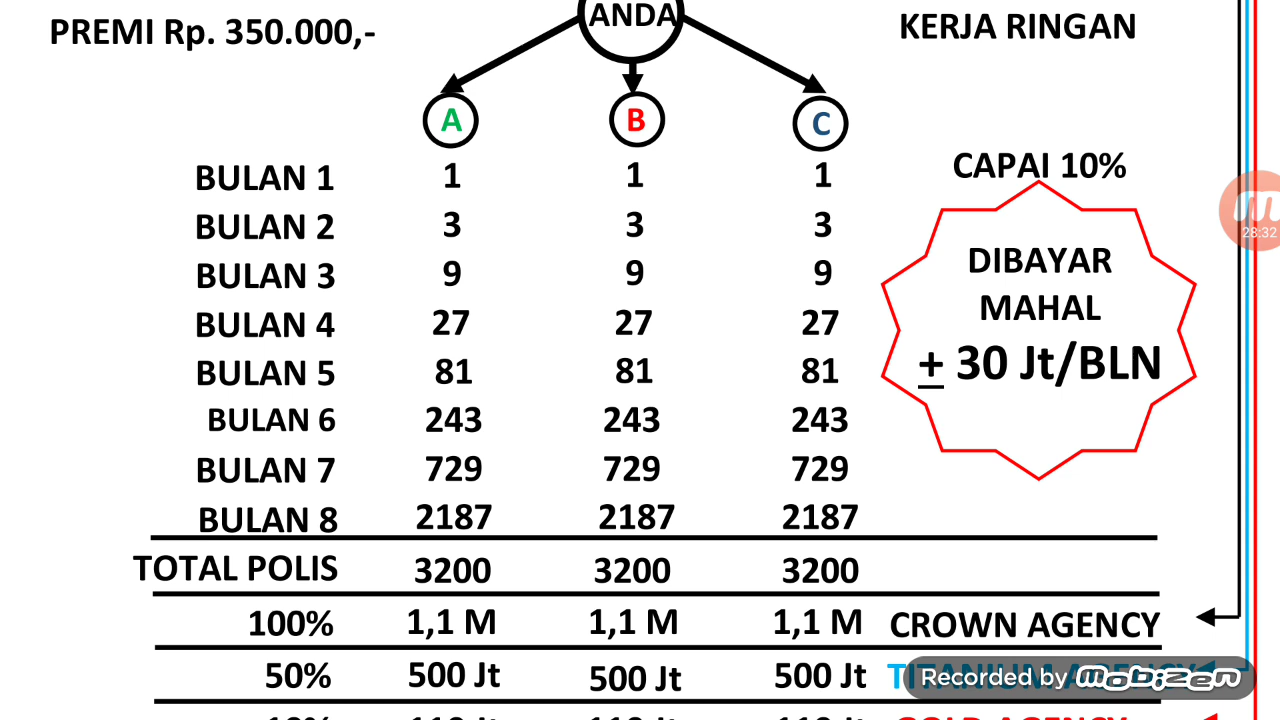 ANDA
PREMI Rp. 350.000,-
KERJA RINGAN
A B C
BULAN 1 1 1 1
CAPAI 10%
BULAN 2 3 3 3
BULAN 3 9 9 9
DIBAYAR
MAHAL
+ 30 Jt/BLN
BULAN 4 27 27 27
BULAN 5 81 81 81
BULAN 6 243 243 243
BULAN 7 729 729 729
BULAN 8 2187 2187 2187
TOTAL POLIS 3200 3200 3200
100% 1,1 M 1,1 M 1,1 M CROWN AGENCY
50% 500 Jt 500 Jt 500 Jt TITANIUM AGENCY
28:32
Recorded by mobizen